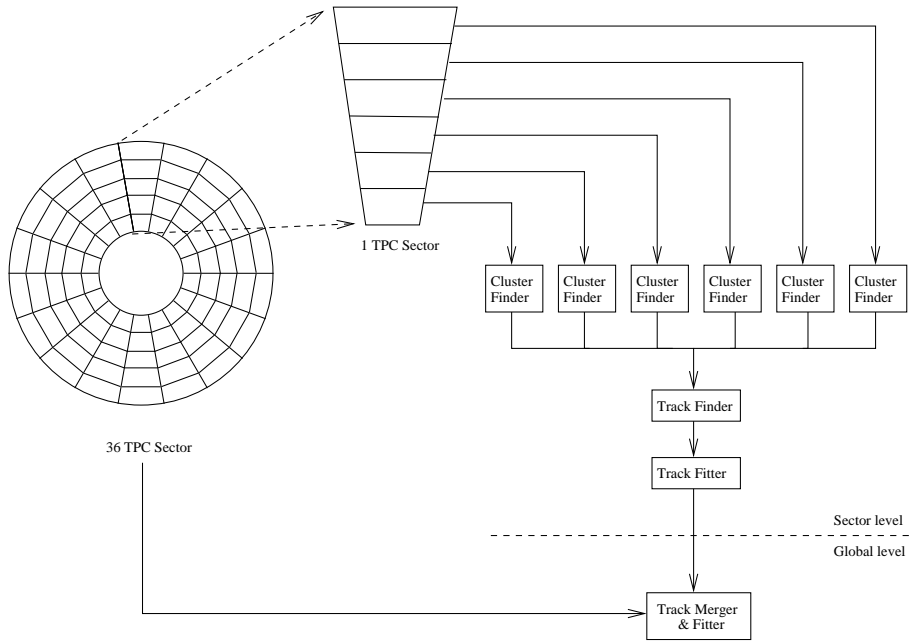 1 TPC Sector
Cluster
Finder
Cluster
Finder
Cluster
Finder
Cluster
Finder
Cluster
Finder
Cluster
Finder
Track Finder
36 TPC Sector
Track Fitter
Sector level
Global level
Track Merger
& Fitter